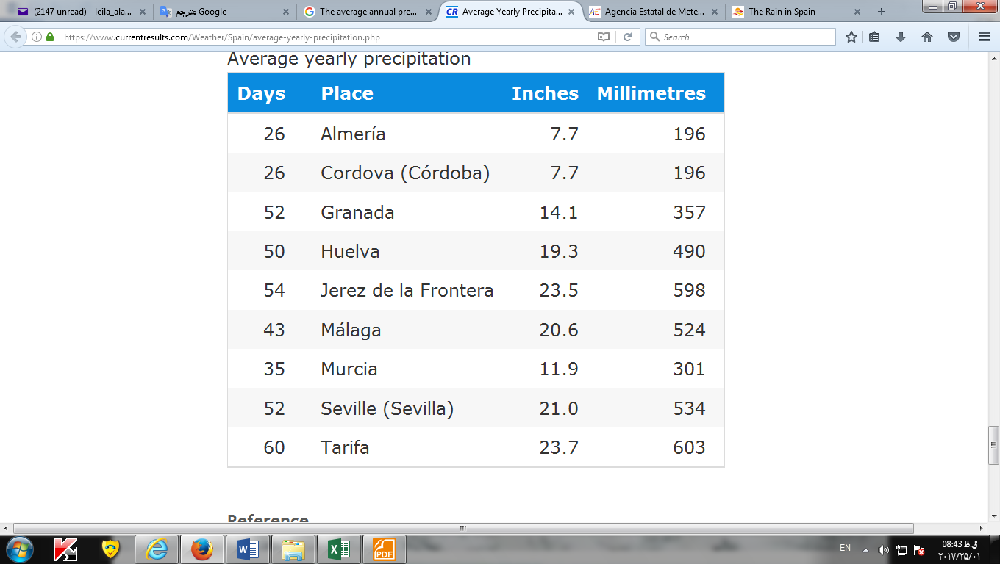 (2147 unread) - leila_ala...
مترجم Google
The average annual pre...
CR Average Yearly Precipita...
AE Agencia Estatal de Mete...
The Rain in Spain
https://www.currentresults.com/Weather/Spain/average-yearly-precipitation.php
Search
Average yearly precipitation
Days Place Inches Millimetres
26 Almería 7.7 196
26 Cordova (Córdoba) 7.7 196
52 Granada 14.1 357
50 Huelva 19.3 490
54 Jerez de la Frontera 23.5 598
43 Málaga 20.6 524
35 Murcia 11.9 301
52 Seville (Sevilla) 21.0 534
60 Tarifa 23.7 603
Reference
EN
08:43 ق.ظ
۲۰۱۷/۲۵/۰۱
PDF